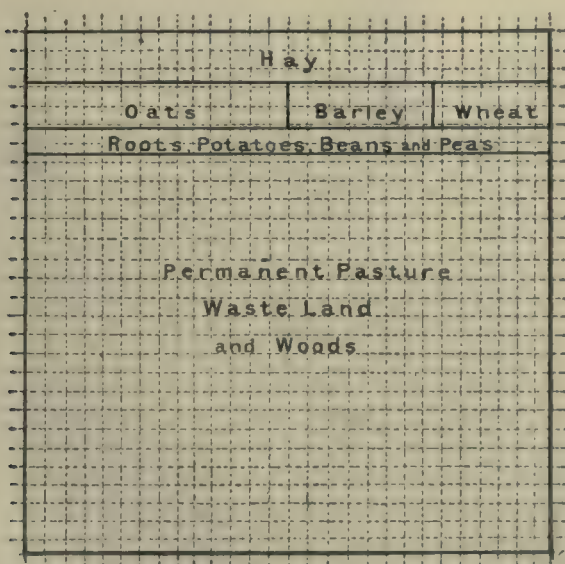 Hay
Oats Barley Wheat
Roots, Potatoes, Beans and Peas
Permanent Pasture
Waste Land
and Woods